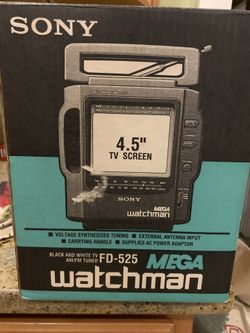 SONY
4.5"
TV SCREEN
SONY
MEGA
watchman
VOLTAGE SYNTHESIZED TUNING ■ EXTERNAL ANTENNA INPUT
■ CARRYING HANDLE ■ SUPPLIED AC POWER ADAPTOR
BLACK AND WHITE TV
AM/FM TUNER FD-525 MEGA
watchman